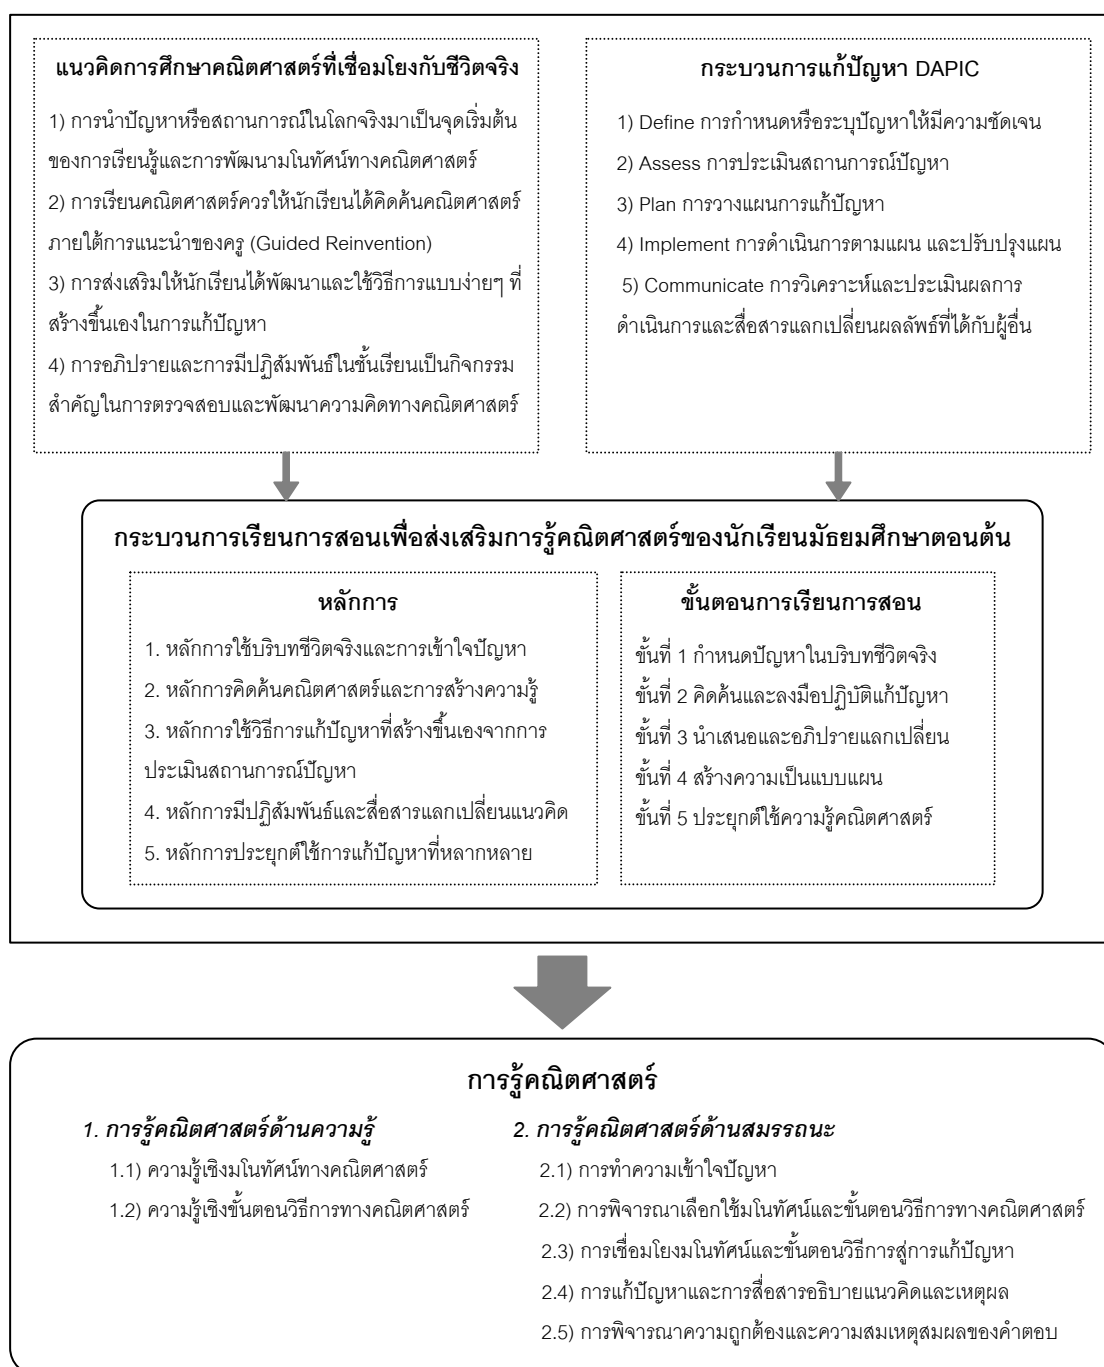 แนวคิดการศึกษาคณิตศาสตร์ที่เชื่อมโยงกับชีวิตจริง
1) การนำปัญหาหรือสถานการณ์ในโลกจริงมาเป็นจุดเริ่มต้น
ของการเรียนรู้และการพัฒนามโนทัศน์ทางคณิตศาสตร์
2) การเรียนคณิตศาสตร์ควรให้นักเรียนได้คิดค้นคณิตศาสตร์
ภายใต้การแนะนำของครู (Guided Reinvention)
3) การส่งเสริมให้นักเรียนได้พัฒนาและใช้วิธีการแบบง่ายๆ ที่
สร้างขึ้นเองในการแก้ปัญหา
4) การอภิปรายและการมีปฏิสัมพันธ์ในชั้นเรียนเป็นกิจกรรม
สำคัญในการตรวจสอบและพัฒนาความคิดทางคณิตศาสตร์
กระบวนการแก้ปัญหา DAPIC
1) Define การกำหนดหรือระบุปัญหาให้มีความชัดเจน
2) Assess การประเมินสถานการณ์ปัญหา
3) Plan การวางแผนการแก้ปัญหา
4) Implement การดำเนินการตามแผน และปรับปรุงแผน
5) Communicate การวิเคราะห์และประเมินผลการ
ดำเนินการและสื่อสารแลกเปลี่ยนผลลัพธ์ที่ได้กับผู้อื่น
กระบวนการเรียนการสอนเพื่อส่งเสริมการรู้คณิตศาสตร์ของนักเรียนมัธยมศึกษาตอนต้น
หลักการ
1. หลักการใช้บริบทชีวิตจริงและการเข้าใจปัญหา
2. หลักการคิดค้นคณิตศาสตร์และการสร้างความรู้
3. หลักการใช้วิธีการแก้ปัญหาที่สร้างขึ้นเองจากการ
ประเมินสถานการณ์ปัญหา
4. หลักการมีปฏิสัมพันธ์และสื่อสารแลกเปลี่ยนแนวคิด
5. หลักการประยุกต์ใช้การแก้ปัญหาที่หลากหลาย
ขั้นตอนการเรียนการสอน
ขั้นที่ 1 กำหนดปัญหาในบริบทชีวิตจริง
ขั้นที่ 2 คิดค้นและลงมือปฏิบัติแก้ปัญหา
ขั้นที่ 3 นำเสนอและอภิปรายแลกเปลี่ยน
ขั้นที่ 4 สร้างความเป็นแบบแผน
ขั้นที่ 5 ประยุกต์ใช้ความรู้คณิตศาสตร์
การรู้คณิตศาสตร์
1. การรู้คณิตศาสตร์ด้านความรู้
1.1) ความรู้เชิงมโนทัศน์ทางคณิตศาสตร์
1.2) ความรู้เชิงขั้นตอนวิธีการทางคณิตศาสตร์
2. การรู้คณิตศาสตร์ด้านสมรรถนะ
2.1) การทำความเข้าใจปัญหา
2.2) การพิจารณาเลือกใช้มโนทัศน์และขั้นตอนวิธีการทางคณิตศาสตร์
2.3) การเชื่อมโยงมโนทัศน์และขั้นตอนวิธีการสู่การแก้ปัญหา
2.4) การแก้ปัญหาและการสื่อสารอธิบายแนวคิดและเหตุผล
2.5) การพิจารณาความถูกต้องและความสมเหตุสมผลของคำตอบ